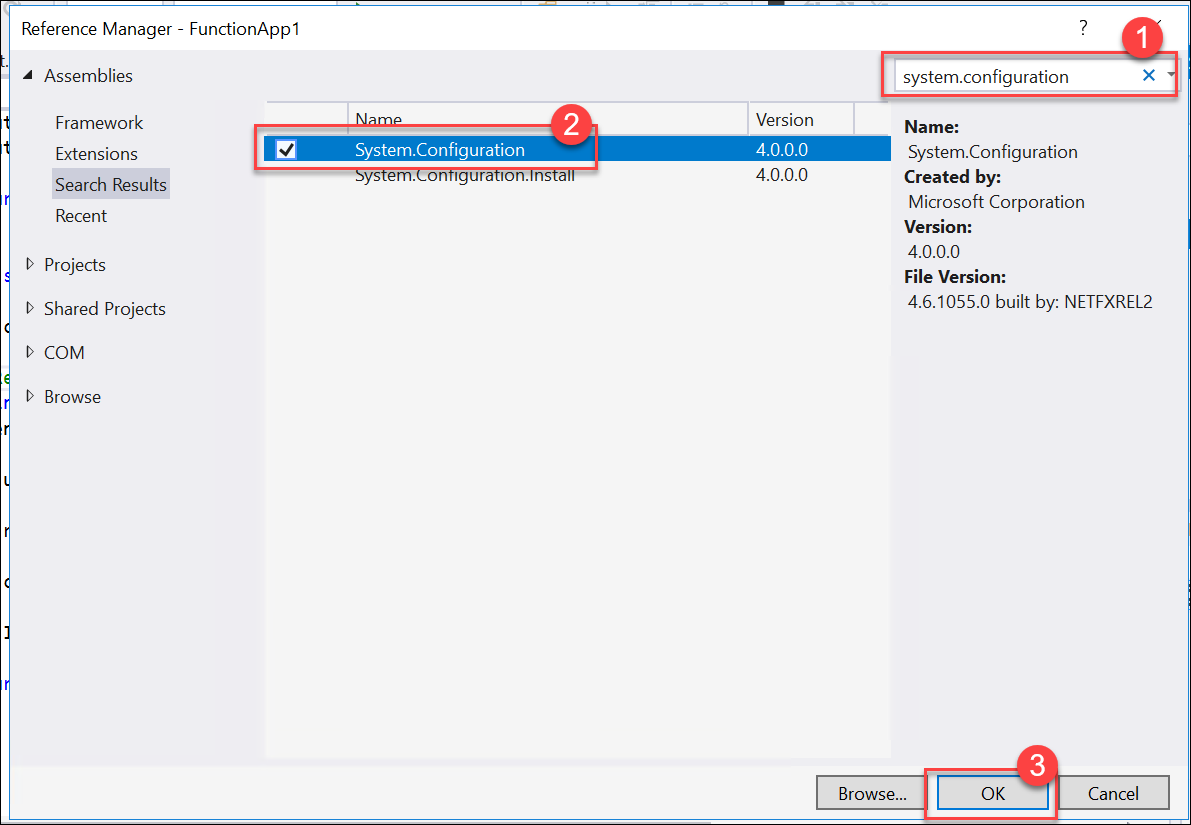 Reference Manager - FunctionApp1
?
1
Assemblies
system.configuration
Framework
Extensions
Search Results
Recent
Projects
Shared Projects
COM
Browse
Name Version
2
System.Configuration 4.0.0.0
System.Configuration.Install 4.0.0.0
Name:
System.Configuration
Created by:
Microsoft Corporation
Version:
4.0.0.0
File Version:
4.6.1055.0 built by: NETFXREL2
3
Browse... OK Cancel